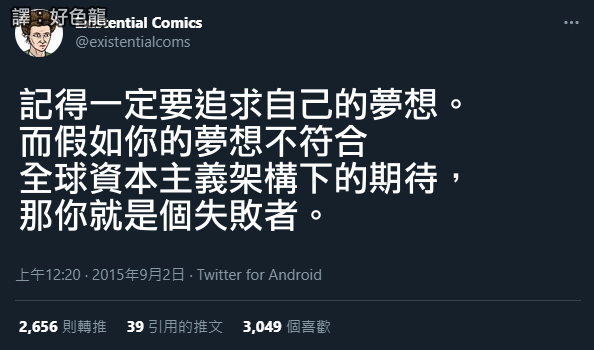 譯：好色龍
Existential Comics
@existentialcoms
記得一定要追求自己的夢想。
而假如你的夢想不符合
全球資本主義架構下的期待，
那你就是個失敗者。
上午12:20 · 2015年9月2日 · Twitter for Android
2,656 則轉推 39 引用的推文 3,049 個喜歡